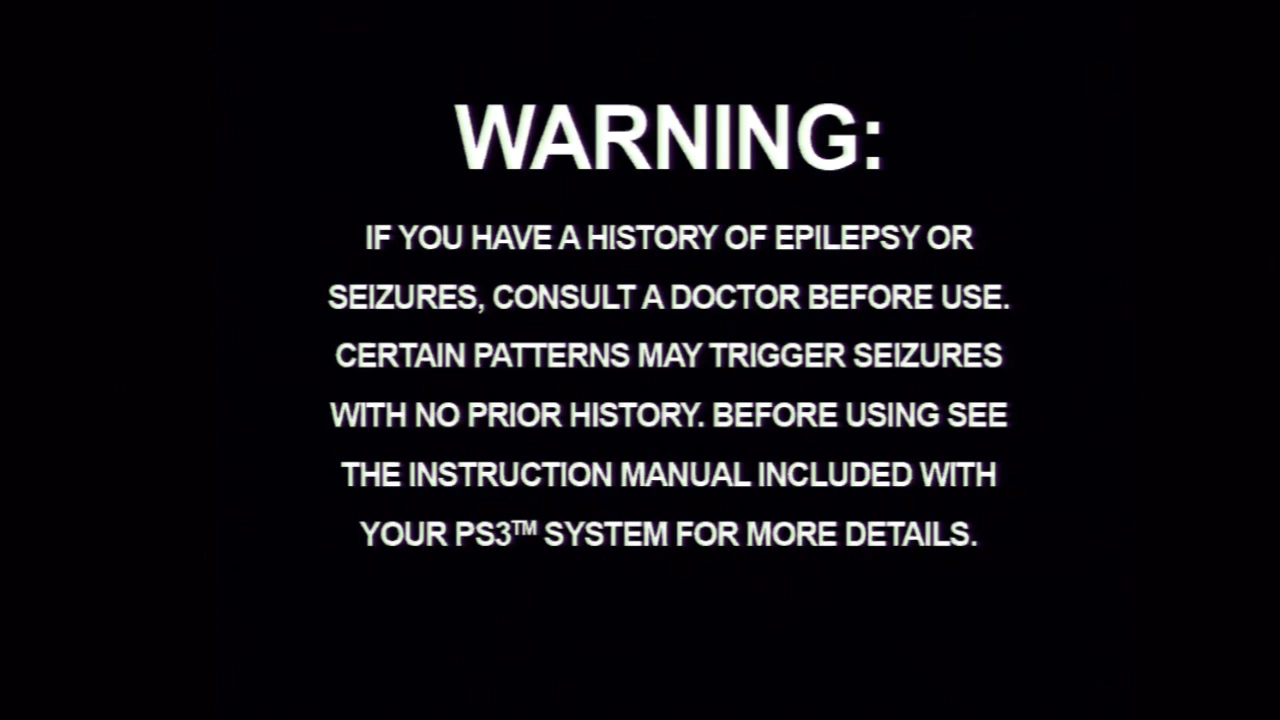 WARNING:
IF YOU HAVE A HISTORY OF EPILEPSY OR
SEIZURES, CONSULT A DOCTOR BEFORE USE.
CERTAIN PATTERNS MAY TRIGGER SEIZURES
WITH NO PRIOR HISTORY. BEFORE USING SEE
THE INSTRUCTION MANUAL INCLUDED WITH
YOUR PS3™ SYSTEM FOR MORE DETAILS.